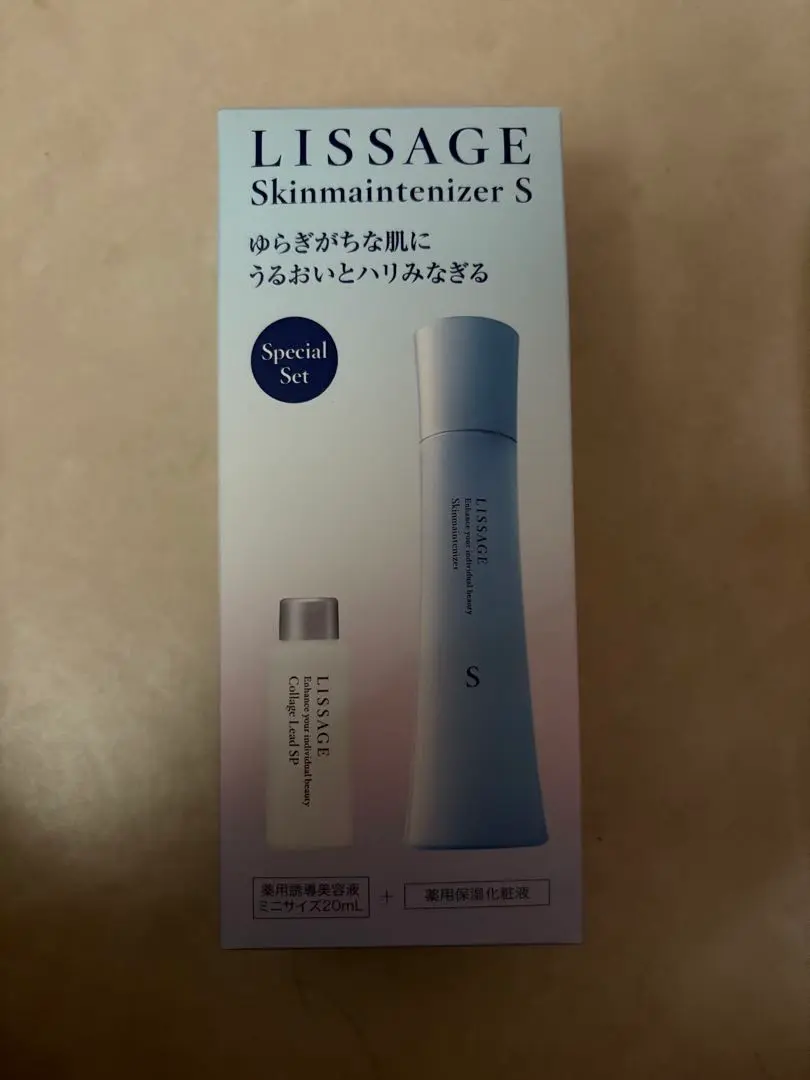 LISSAGE
Skinmaintenizer S
ゆらぎがちな肌に
うるおいとハリみなぎる
Special
Set
LISSAGE
Enhance your individual beauty
Skinmaintenizer
S
LISSAGE
Enhance your individual beauty
Collage Lead SP
薬用誘導美容液
ミニサイズ20mL
+
薬用保湿化粧液